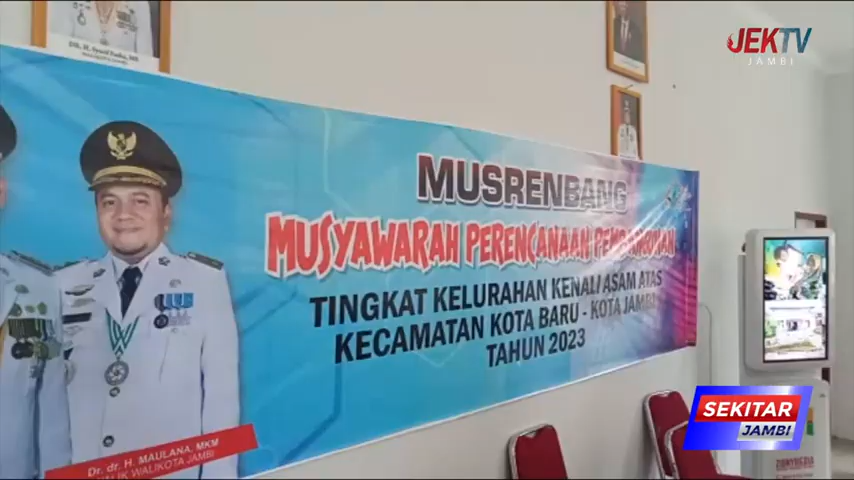 JEKTV
JAMBI
MUSRENBANG
MUSYAWARAH PERENCANAAN PEMBANGUNAN
TINGKAT KELURAHAN KENALI ASAM ATAS
KECAMATAN KOTA BARU - KOTA JAMBI
TAHUN 2023
Dr. dr. H. MAULANA, MKM
WALIKOTA JAMBI
SEKITAR
JAMBI